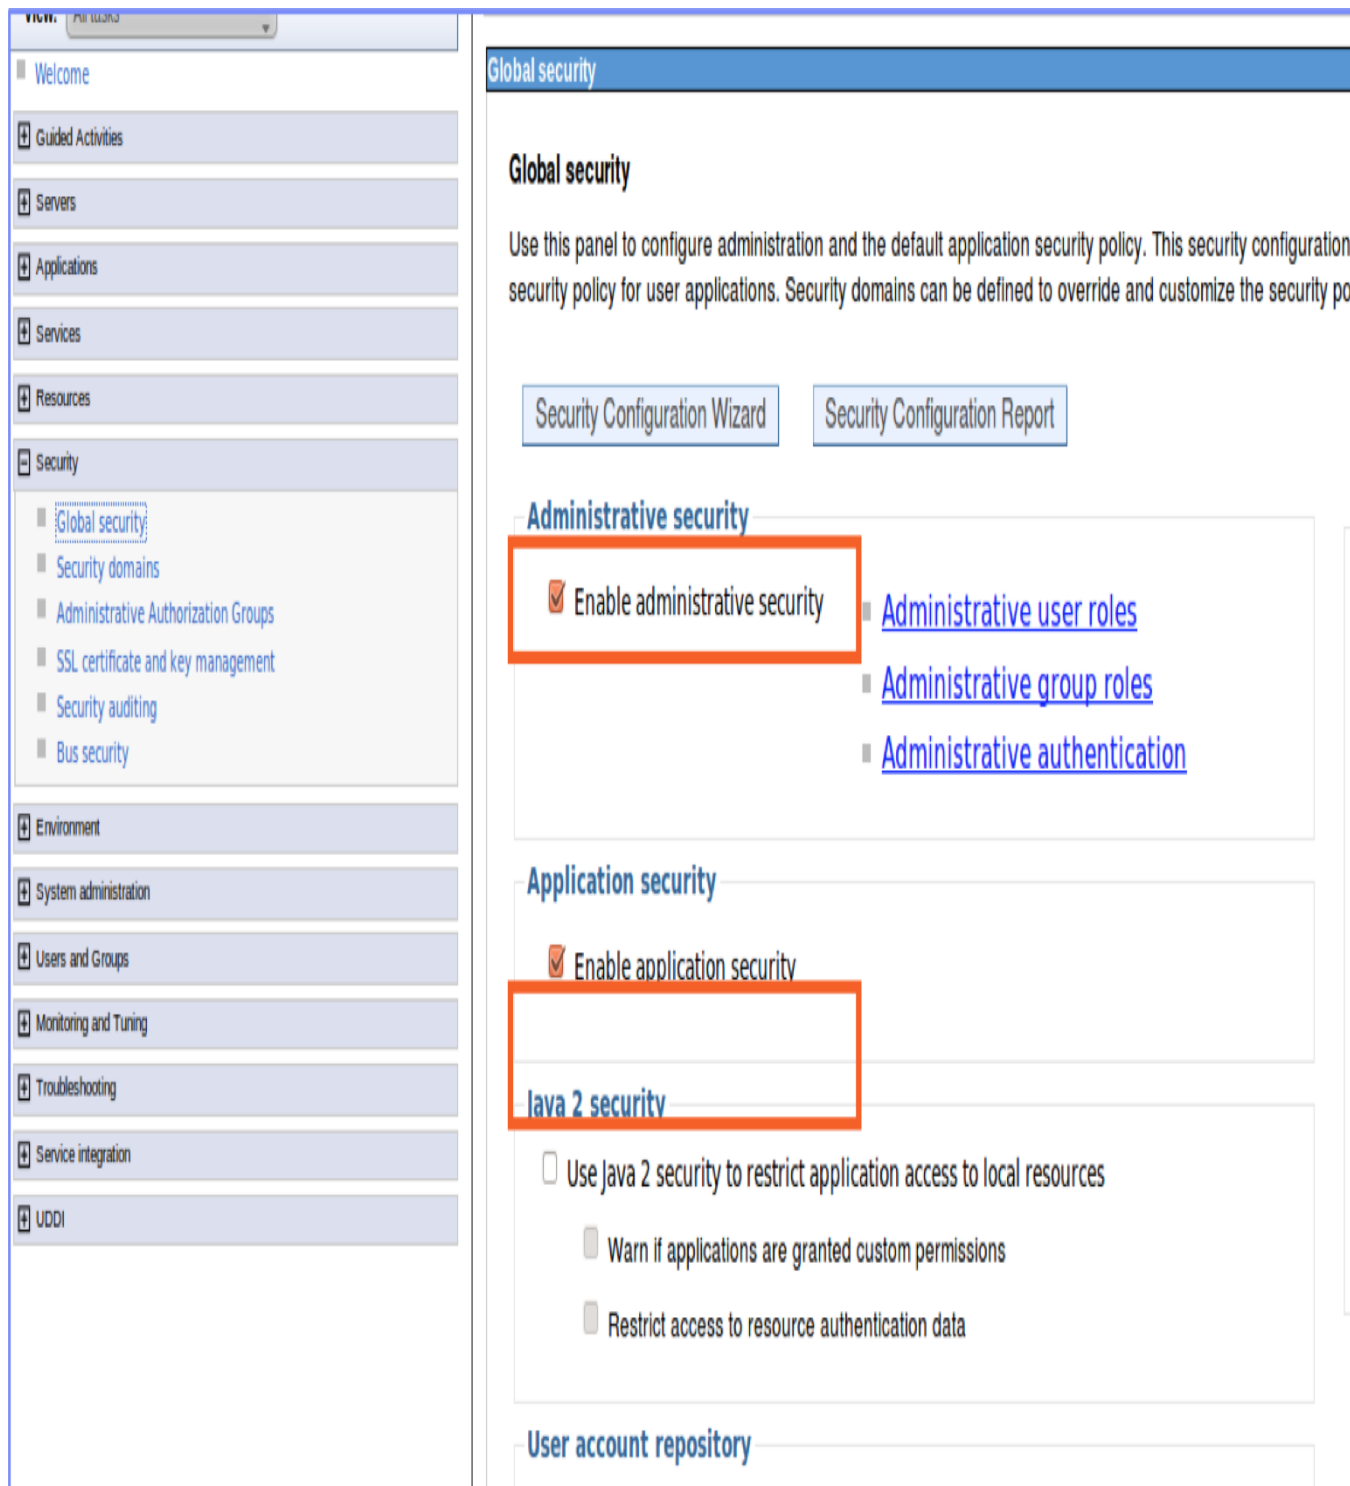 View: All tasks
Welcome
Guided Activities
Servers
Applications
Services
Resources
Security
Global security
Security domains
Administrative Authorization Groups
SSL certificate and key management
Security auditing
Bus security
Environment
System administration
Users and Groups
Monitoring and Tuning
Troubleshooting
Service integration
UDDI
Global security
Global security
Use this panel to configure administration and the default application security policy. This security configuration
security policy for user applications. Security domains can be defined to override and customize the security po
Security Configuration Wizard
Security Configuration Report
Administrative security
Enable administrative security
Administrative user roles
Administrative group roles
Administrative authentication
Application security
Enable application security
Java 2 security
Use Java 2 security to restrict application access to local resources
Warn if applications are granted custom permissions
Restrict access to resource authentication data
User account repository